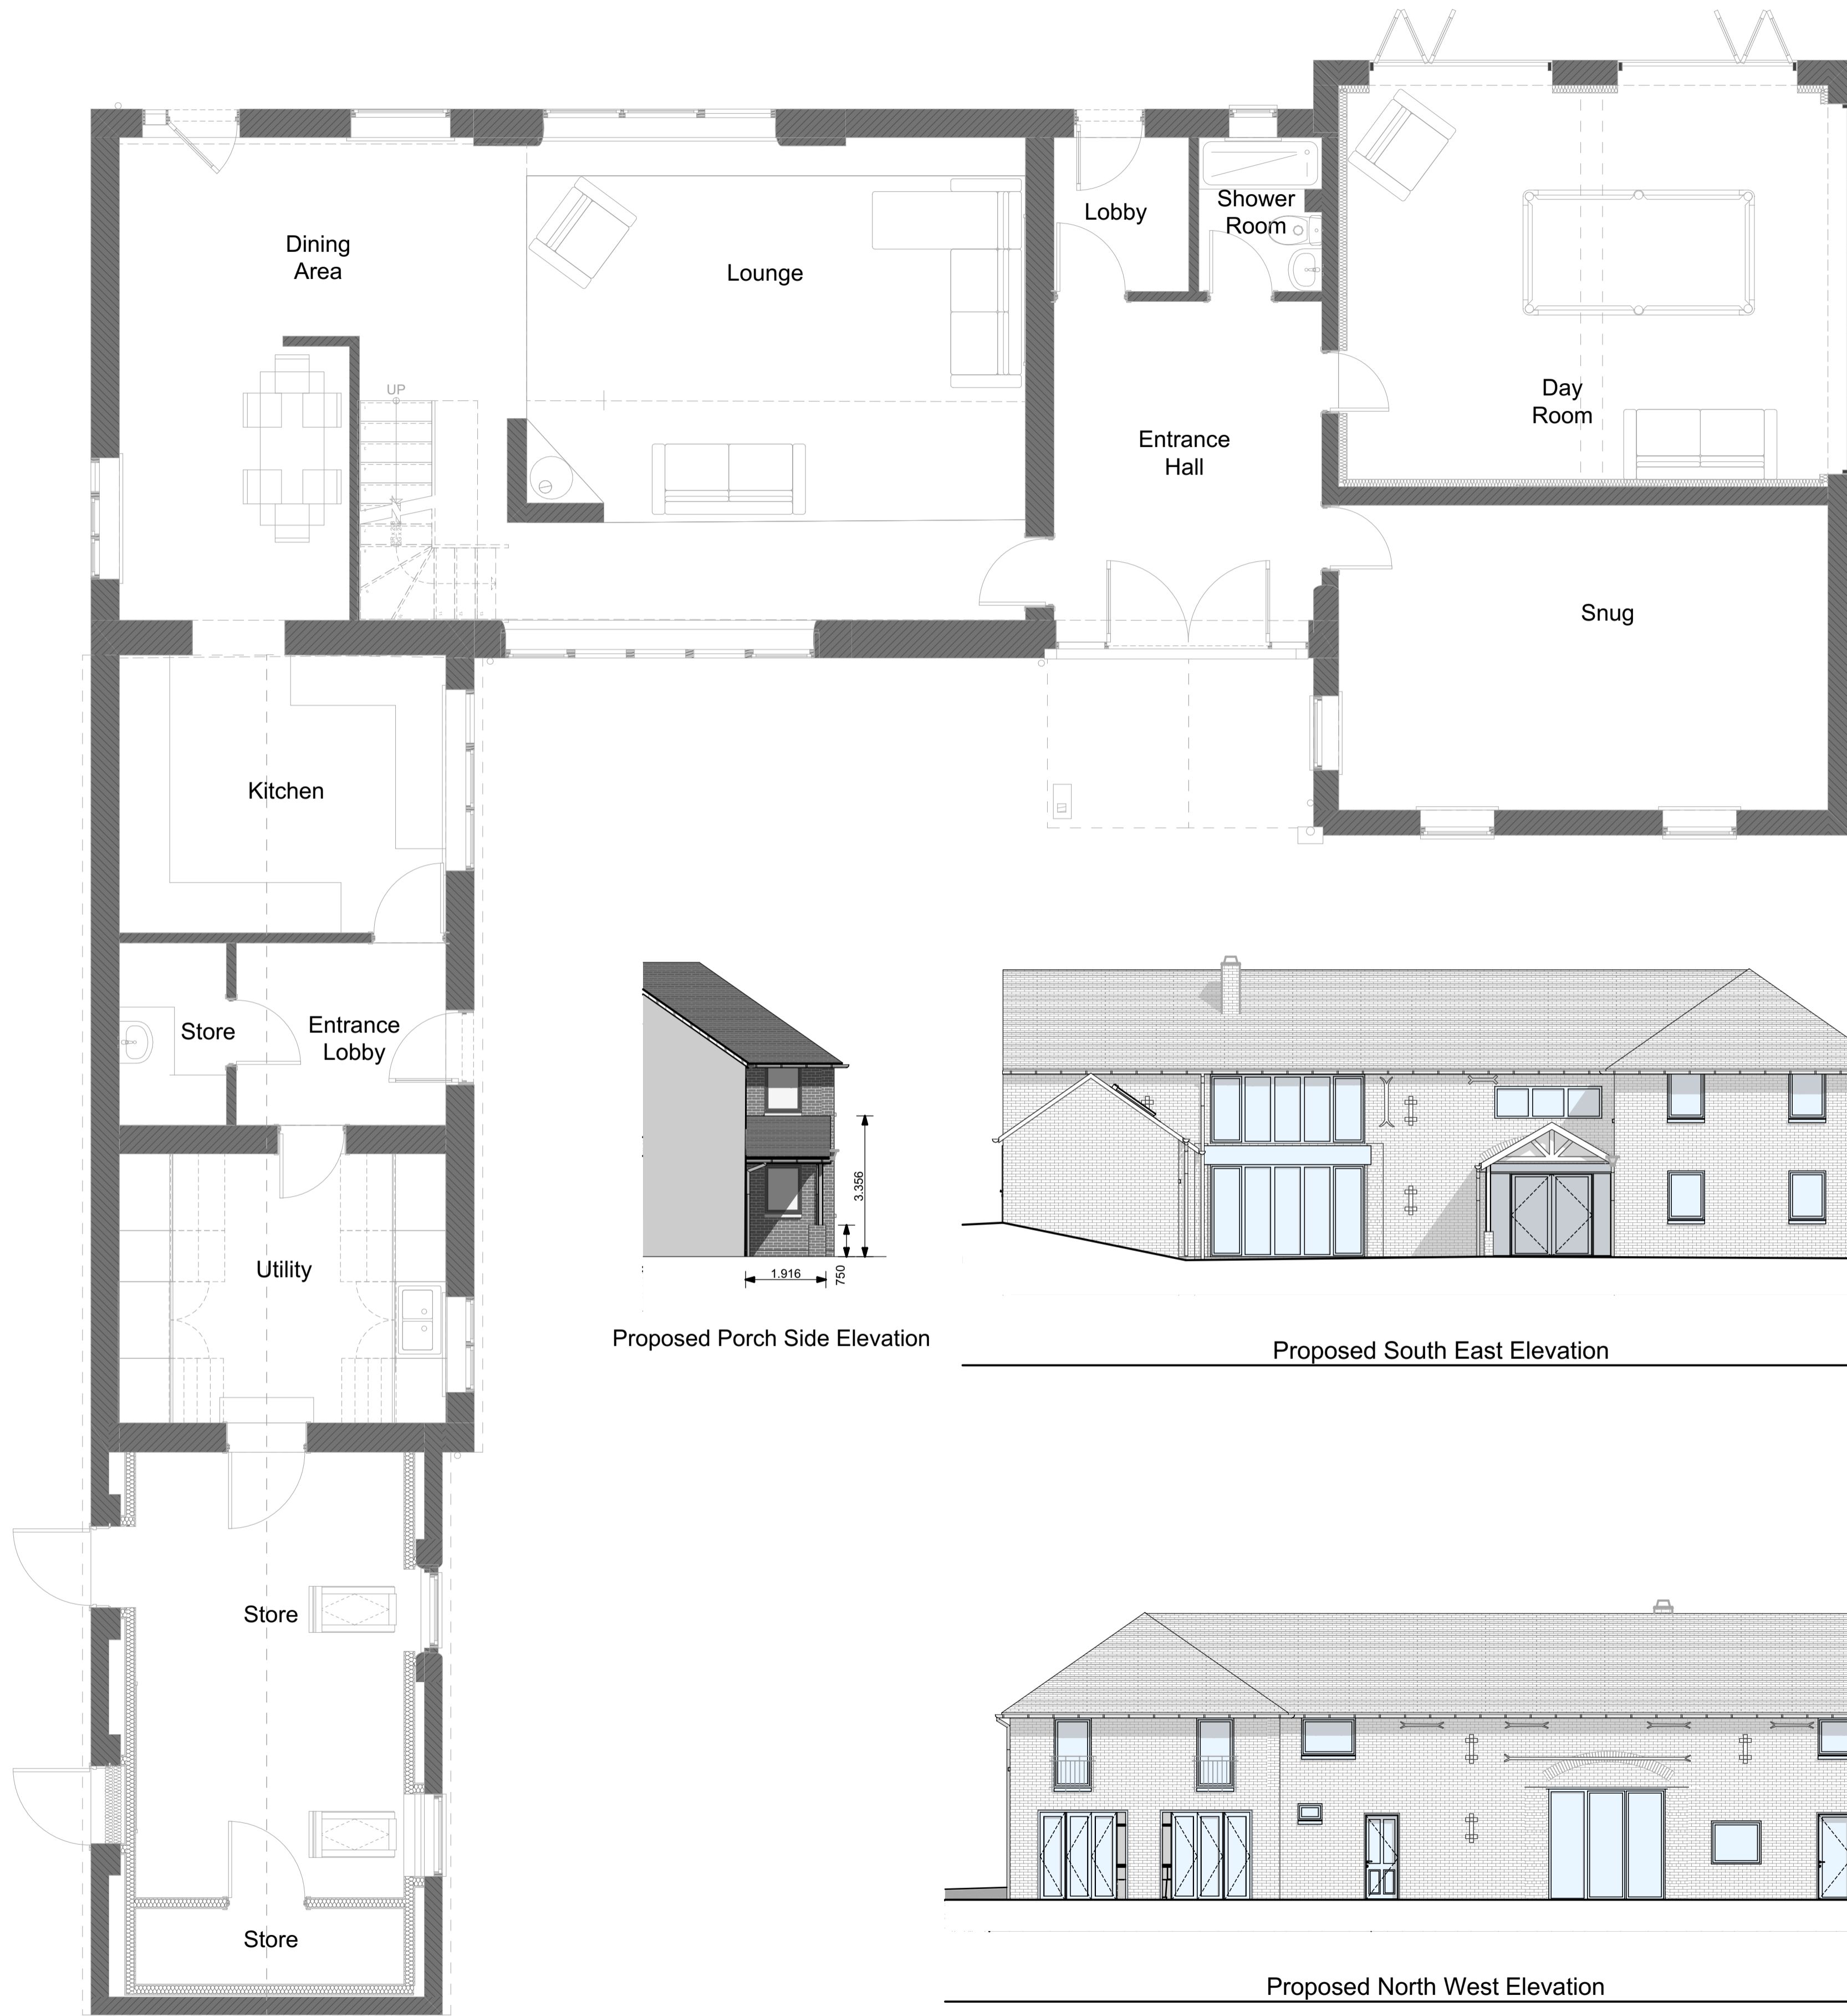 Dining
Area
Lounge
Lobby
Shower
Room
Day
Room
UP
Entrance
Hall
Snug
Kitchen
Store
Entrance
Lobby
Utility
3.356
1.916
750
Proposed Porch Side Elevation
Proposed South East Elevation
Store
Store
Proposed North West Elevation